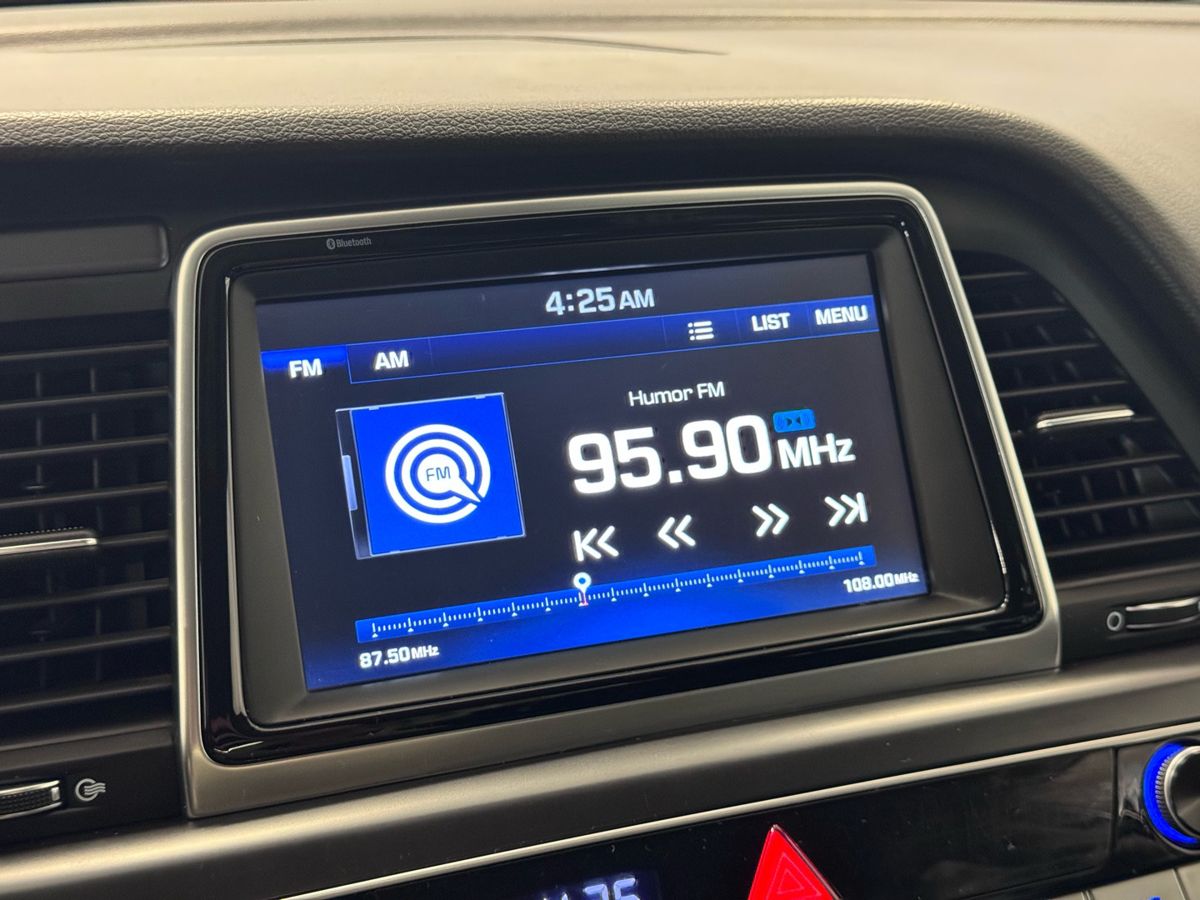 Bluetooth
4:25 AM
FM AM LIST MENU
Humor FM
FM
95.90 MHz
87.50 MHz 108.00 MHz